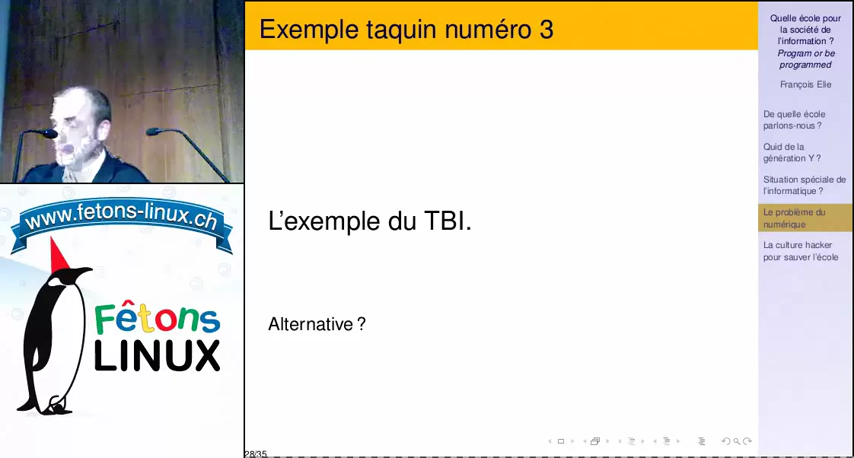 Exemple taquin numéro 3
L'exemple du TBI.
Alternative ?
28/35
Quelle école pour
la société de
l'information ?
Program or be
programmed
François Elie
De quelle école
parlons-nous ?
Quid de la
génération Y ?
Situation spéciale de
l'informatique ?
Le problème du
numérique
La culture hacker
pour sauver l'école
www.fetons-linux.ch
Fêtons
LINUX